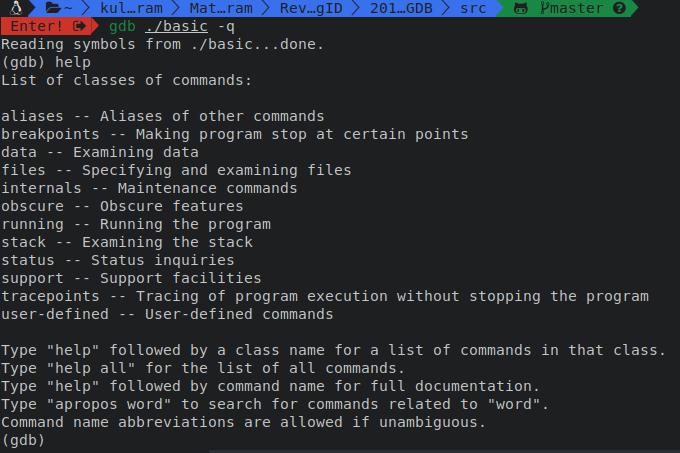 ~ kul…ram Mat…ram Rev…gID 201…GDB src master ?
Enter! gdb ./basic -q
Reading symbols from ./basic...done.
(gdb) help
List of classes of commands:
aliases -- Aliases of other commands
breakpoints -- Making program stop at certain points
data -- Examining data
files -- Specifying and examining files
internals -- Maintenance commands
obscure -- Obscure features
running -- Running the program
stack -- Examining the stack
status -- Status inquiries
support -- Support facilities
tracepoints -- Tracing of program execution without stopping the program
user-defined -- User-defined commands
Type "help" followed by a class name for a list of commands in that class.
Type "help all" for the list of all commands.
Type "help" followed by command name for full documentation.
Type "apropos word" to search for commands related to "word".
Command name abbreviations are allowed if unambiguous.
(gdb)